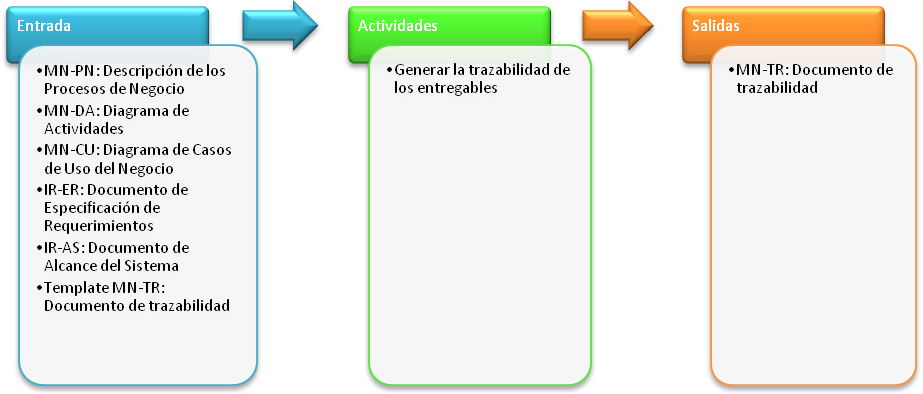 Entrada
•MN-PN: Descripción de los
Procesos de Negocio
•MN-DA: Diagrama de
Actividades
•MN-CU: Diagrama de Casos
de Uso del Negocio
•IR-ER: Documento de
Especificación de
Requerimientos
•IR-AS: Documento de
Alcance del Sistema
•Template MN-TR:
Documento de trazabilidad
Actividades
•Generar la trazabilidad de
los entregables
Salidas
•MN-TR: Documento de
trazabilidad